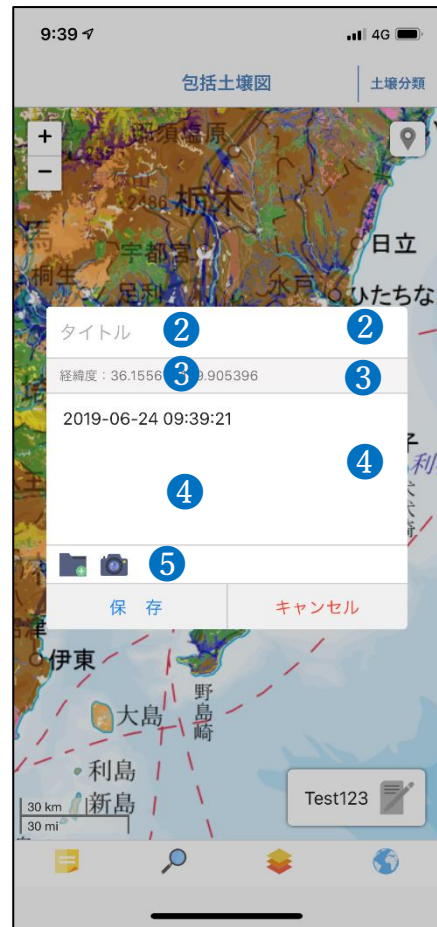 9:39
4G
包括土壌図
土壌分類
+
−
那須塩原
2486
栃木
宇都宮
日立
馬
桐生
足利
水戸
ひたちな
タイトル
2
2
経緯度:36.1556
3
9.905396
3
2019-06-24 09:39:21
4
4
5
保 存
キャンセル
津
伊東
野島崎
大島
利島
新島
30 km
30 mi
Test123